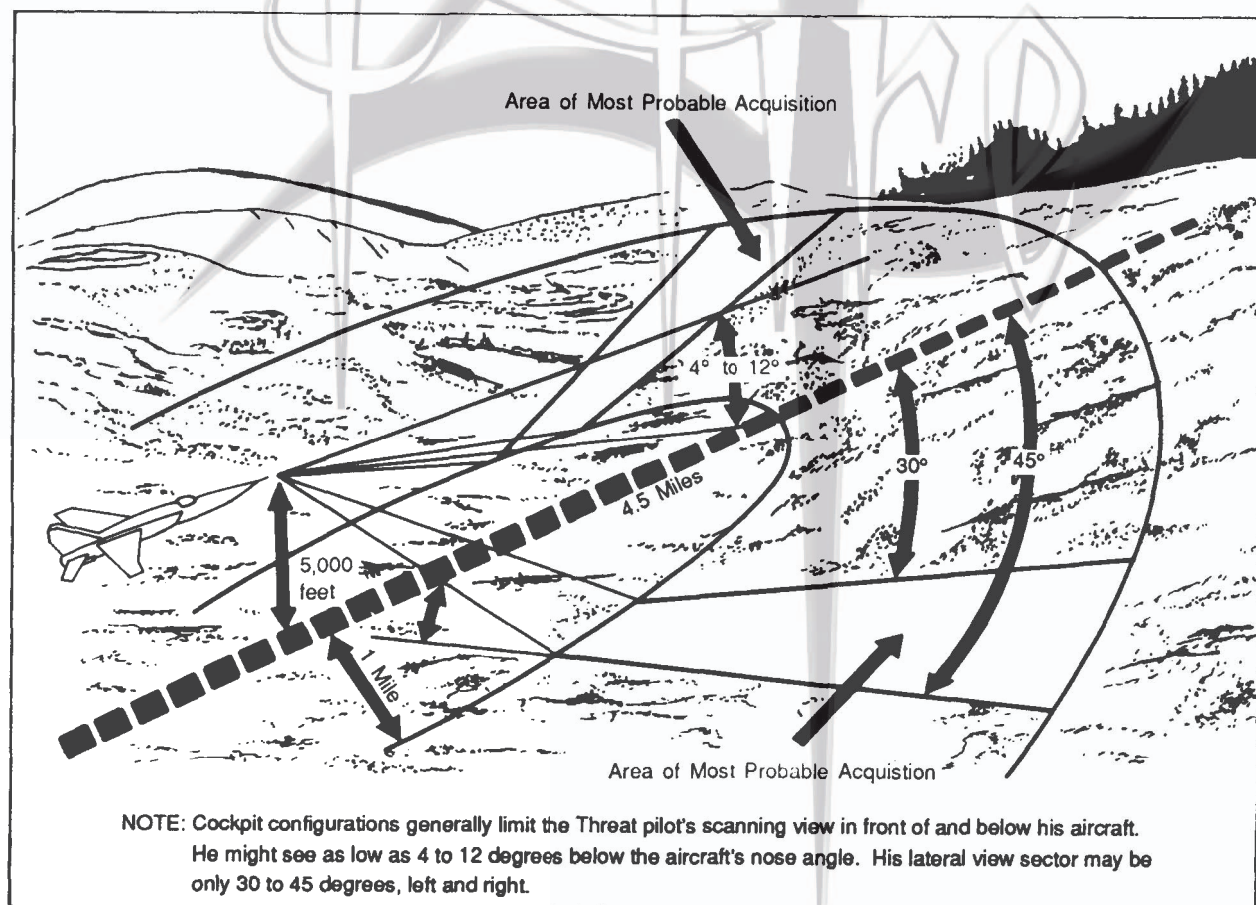 Area of Most Probable Acquisition
4° to 12°
30°
45°
4.5 Miles
5,000
feet
1 Mile
Area of Most Probable Acquistion
NOTE: Cockpit configurations generally limit the Threat pilot's scanning view in front of and below his aircraft.
He might see as low as 4 to 12 degrees below the aircraft's nose angle. His lateral view sector may be
only 30 to 45 degrees, left and right.